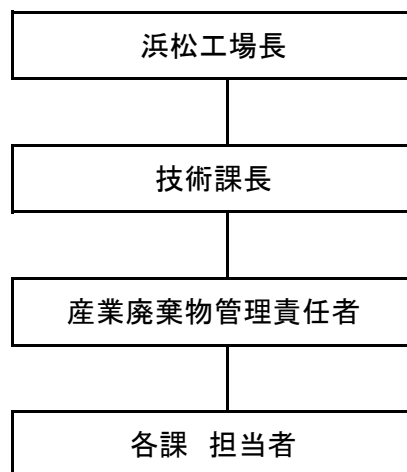 浜松工場長
技術課長
産業廃棄物管理責任者
各課　担当者